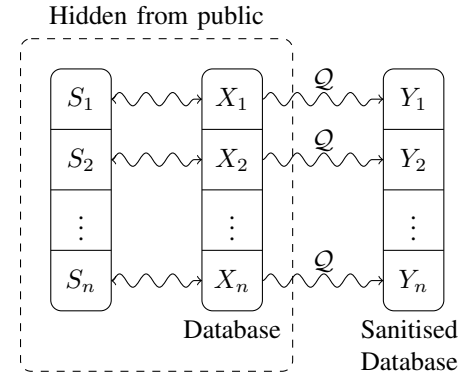 Hidden from public
S₁ X₁ 𝒬 Y₁
S₂ X₂ 𝒬 Y₂
⋮ ⋮ ⋮
Sₙ Xₙ 𝒬 Yₙ
Database Sanitised
Database